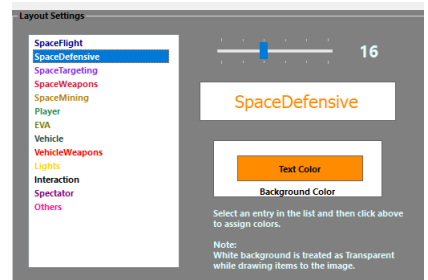 Layout Settings
SpaceFlight
SpaceDefensive
SpaceTargeting
SpaceWeapons
SpaceMining
Player
EVA
Vehicle
VehicleWeapons
Lights
Interaction
Spectator
Others
16
SpaceDefensive
Text Color
Background Color
Select an entry in the list and then click above
to assign colors.
Note:
White background is treated as Transparent
while drawing items to the image.